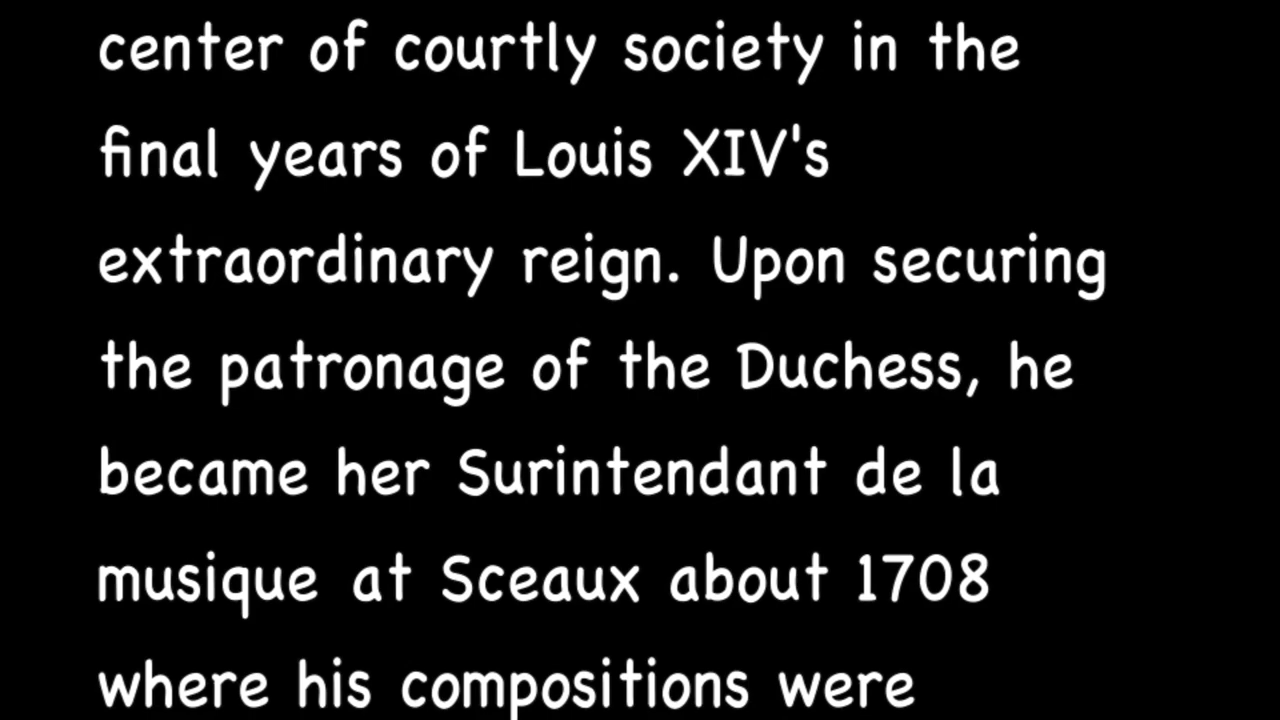 center of courtly society in the
final years of Louis XIV's
extraordinary reign. Upon securing
the patronage of the Duchess, he
became her Surintendant de la
musique at Sceaux about 1708
where his compositions were